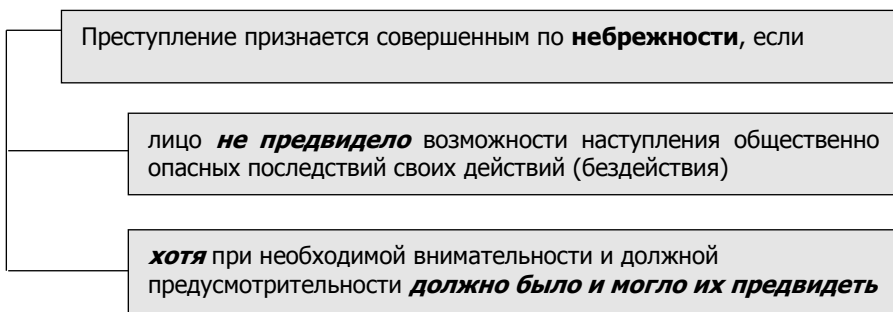 Преступление признается совершенным по небрежности, если
лицо не предвидело возможности наступления общественно
опасных последствий своих действий (бездействия)
хотя при необходимой внимательности и должной
предусмотрительности должно было и могло их предвидеть